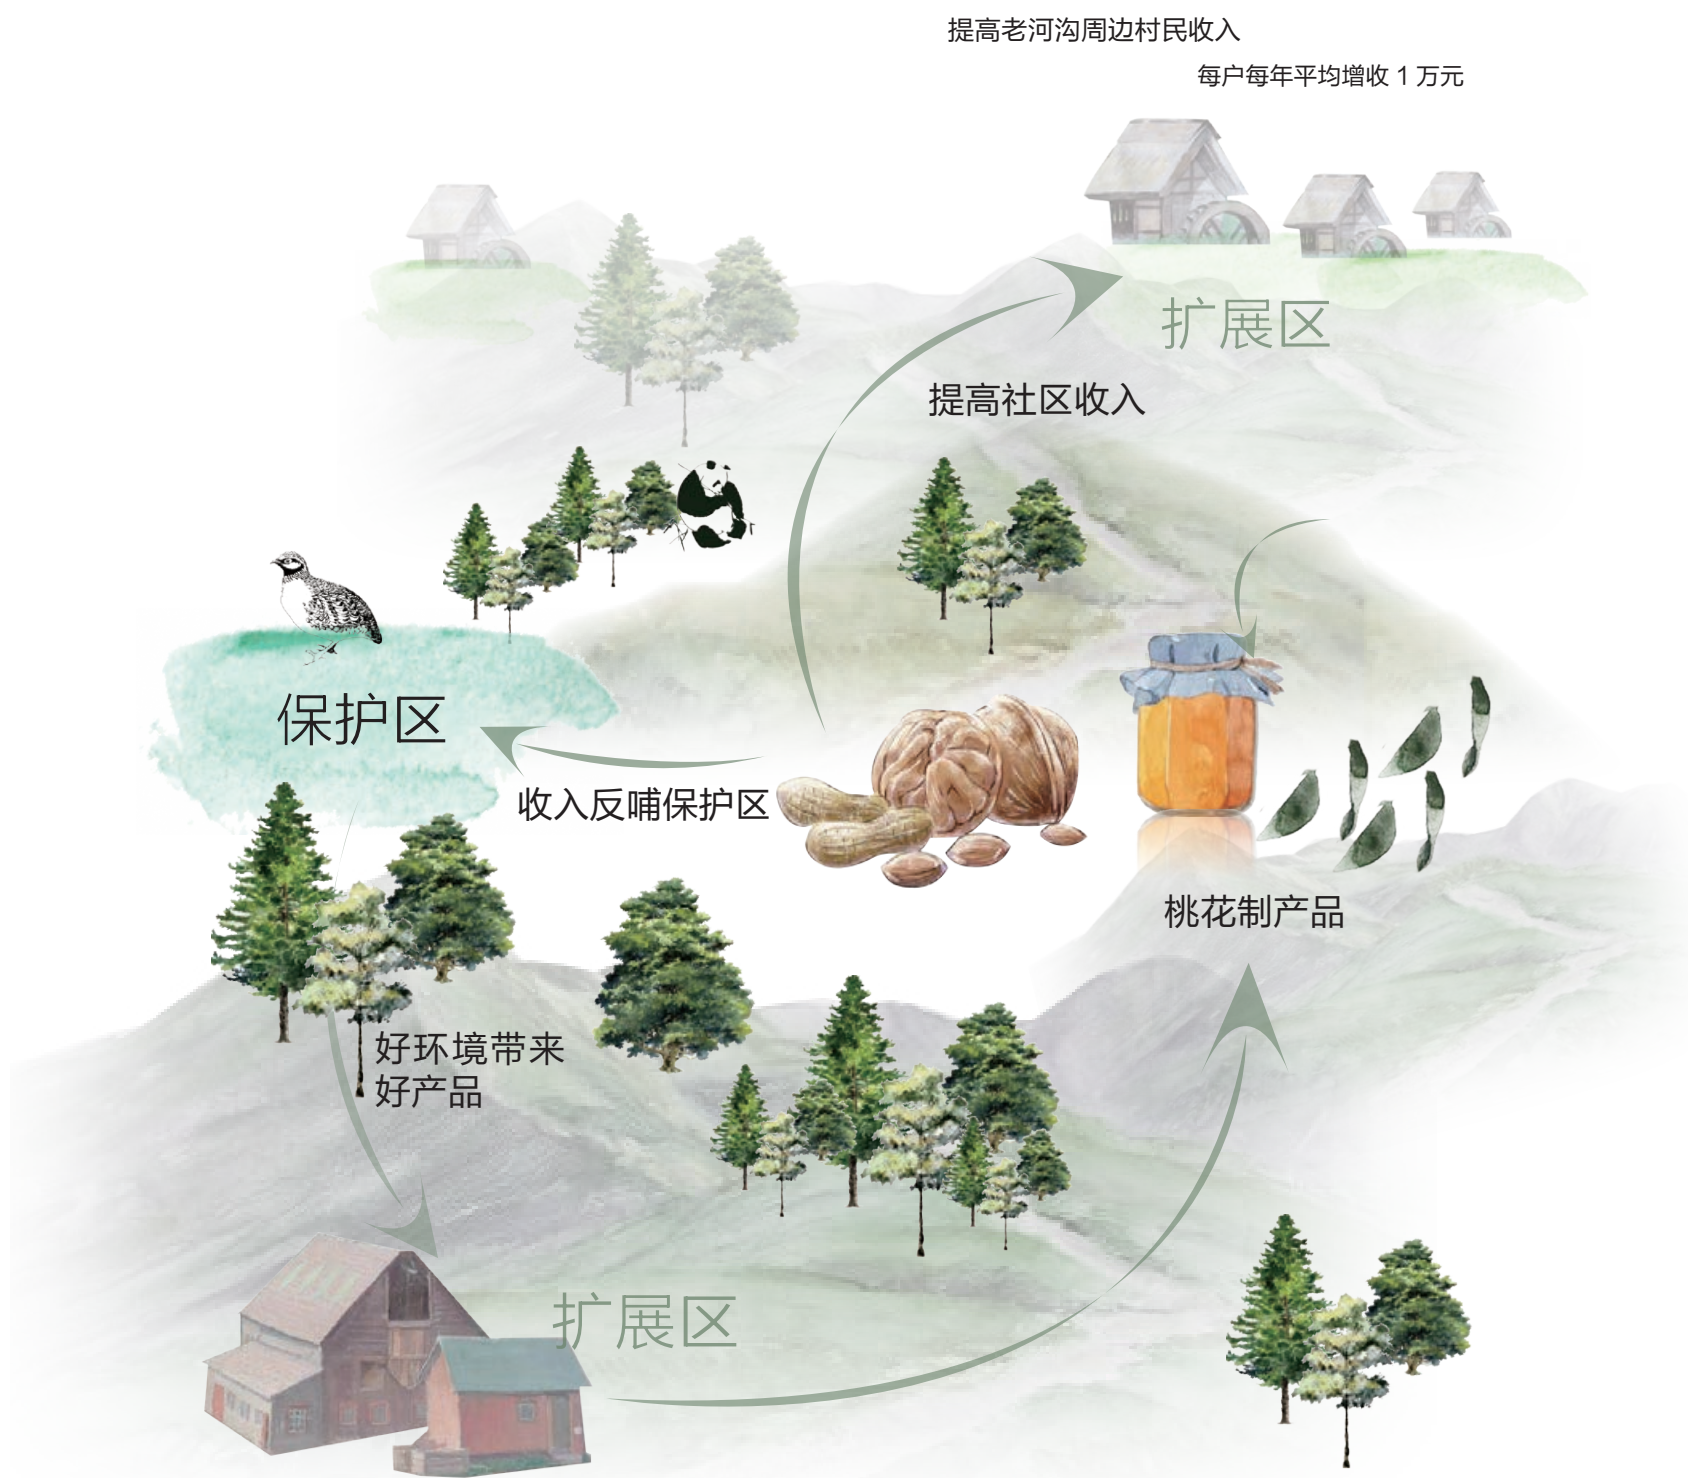 提高老河沟周边村民收入
每户每年平均增收 1 万元
扩展区
提高社区收入
保护区
收入反哺保护区
桃花制产品
好环境带来
好产品
扩展区